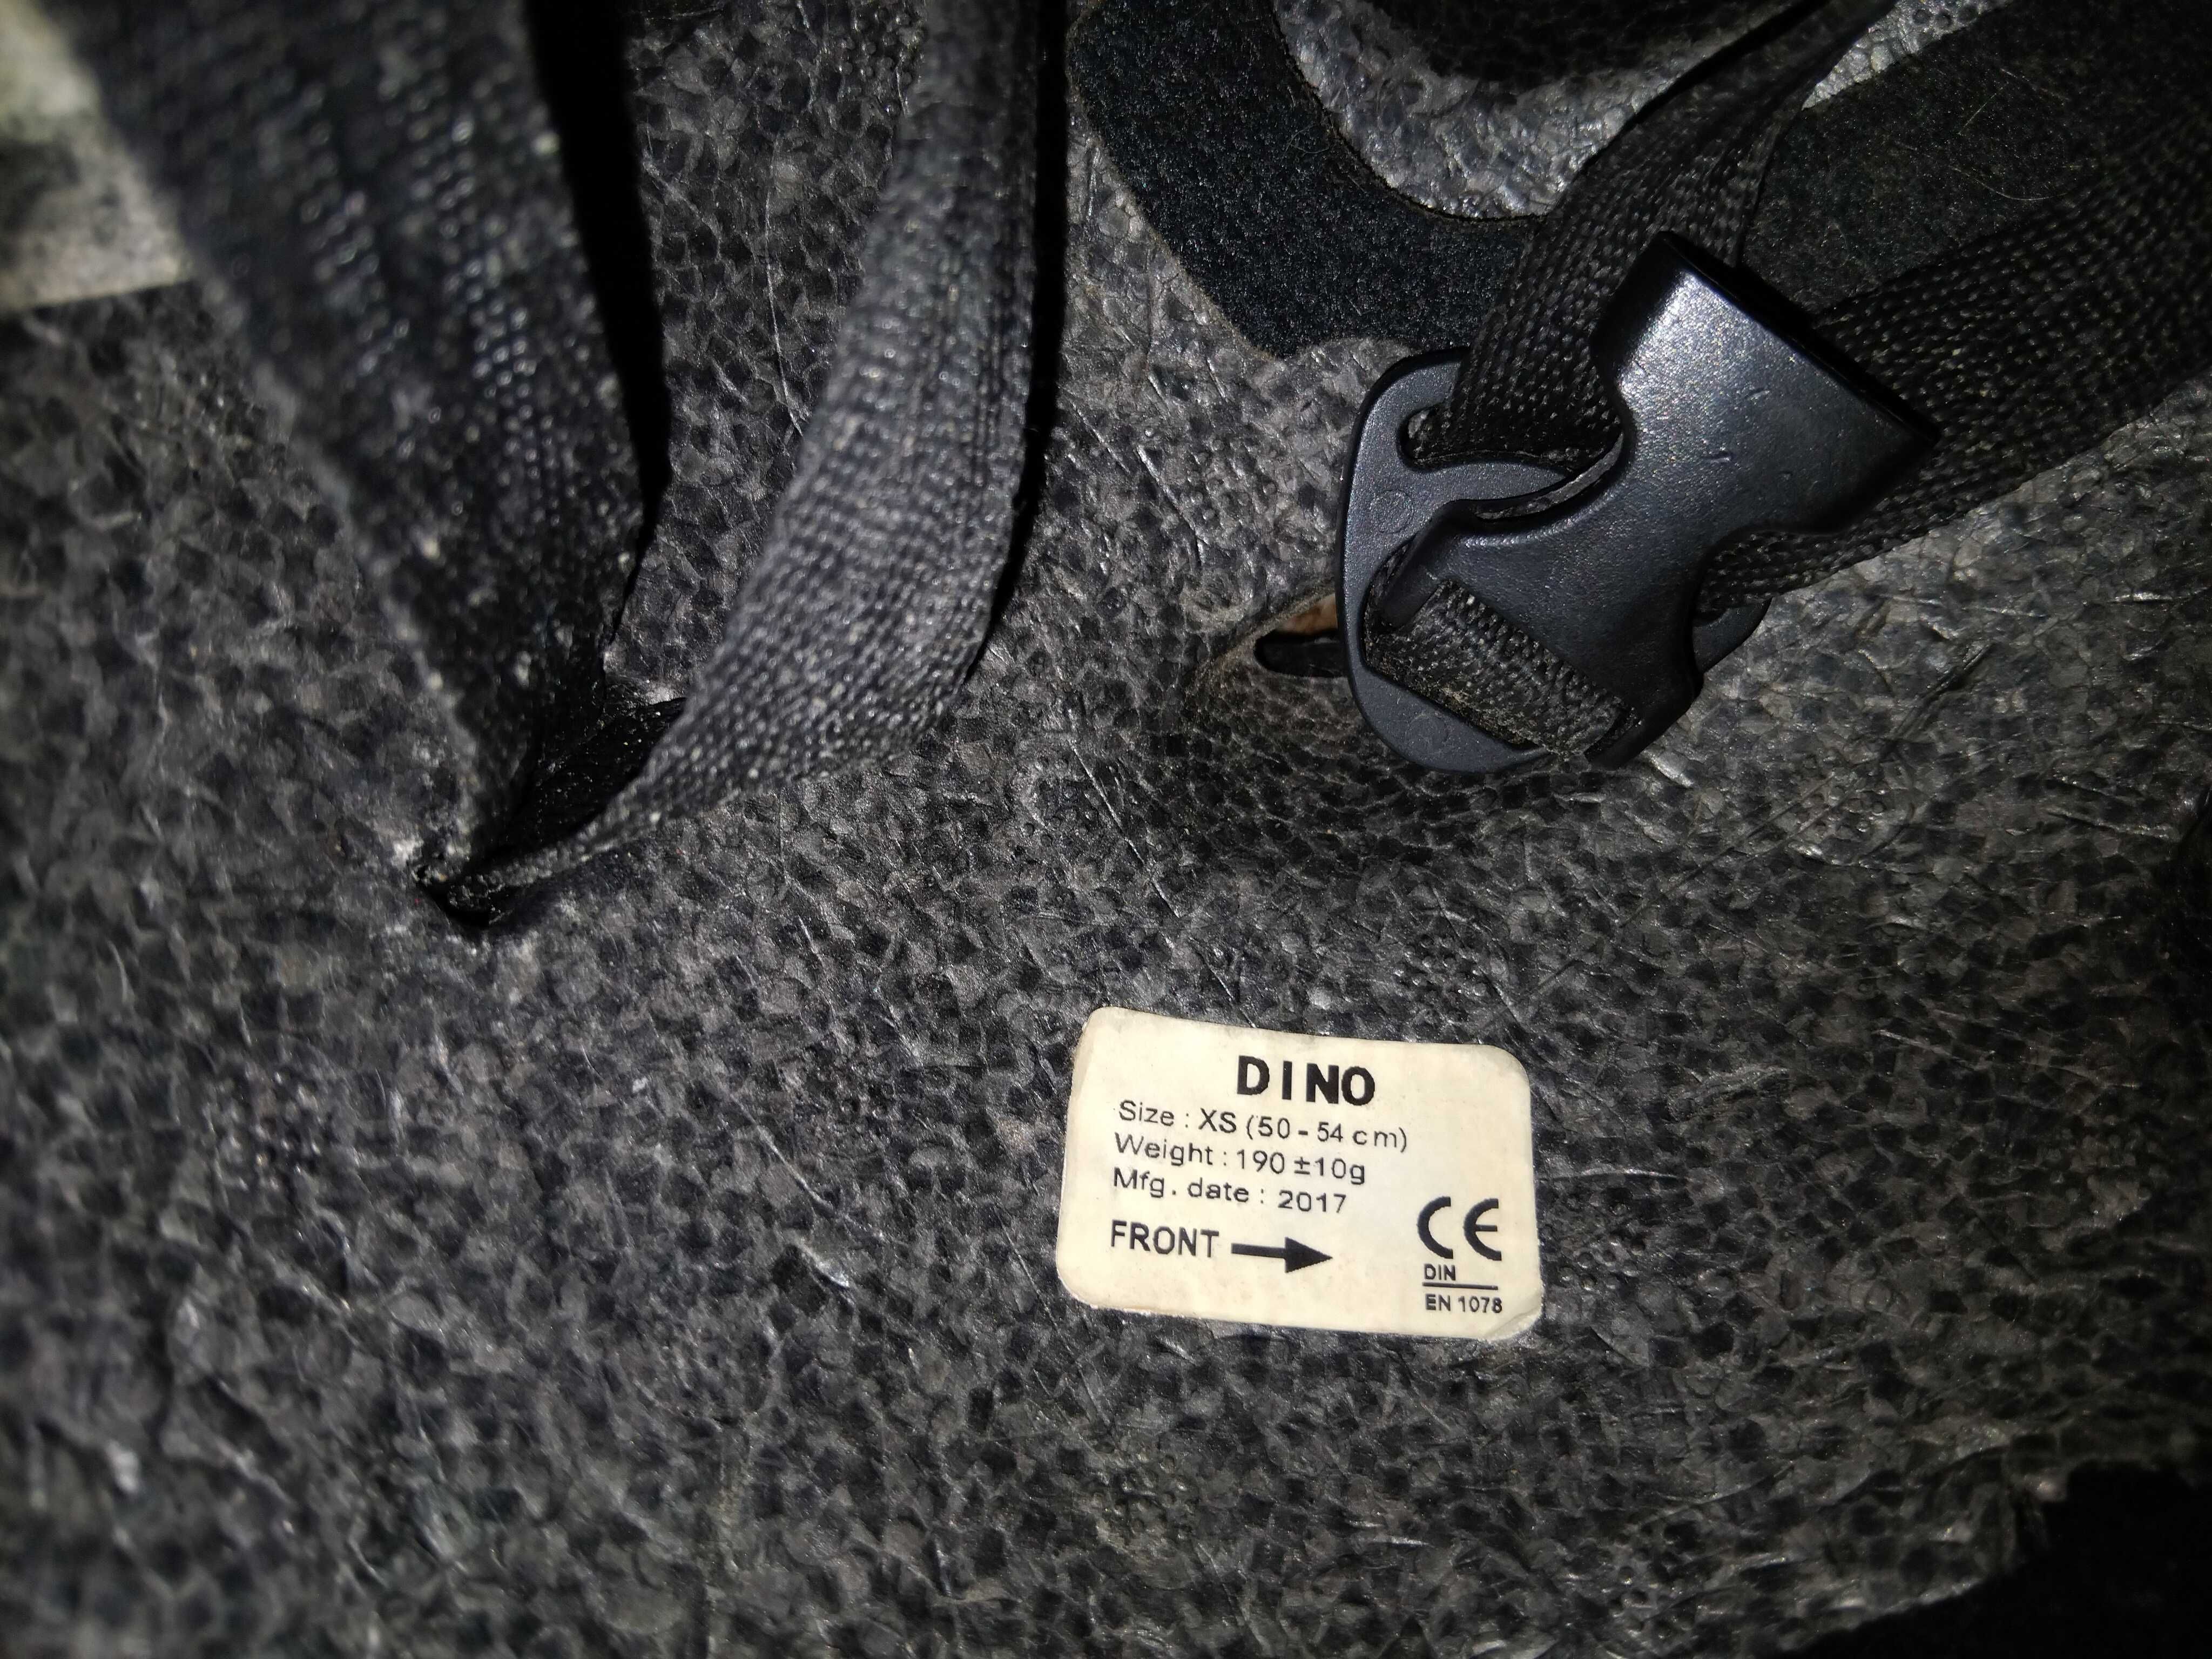 DINO
Size : XS (50 - 54 cm)
Weight : 190 ±10g
Mfg. date : 2017
FRONT
CE
DIN
EN 1078